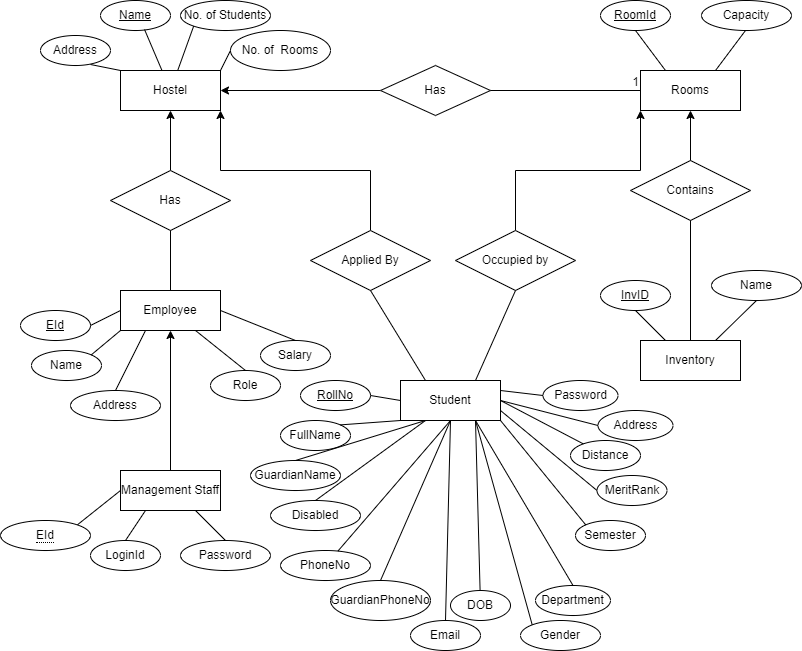 Name
No. of Students
RoomId
Capacity
Address
No. of Rooms
1
Hostel
Has
Rooms
Has
Contains
Applied By
Occupied by
InvID
Name
Employee
EId
Name
Salary
Inventory
Role
Address
RollNo
Student
Password
FullName
Address
GuardianName
Distance
Management Staff
MeritRank
Disabled
EId
LoginId
Password
Semester
PhoneNo
GuardianPhoneNo
DOB
Department
Email
Gender